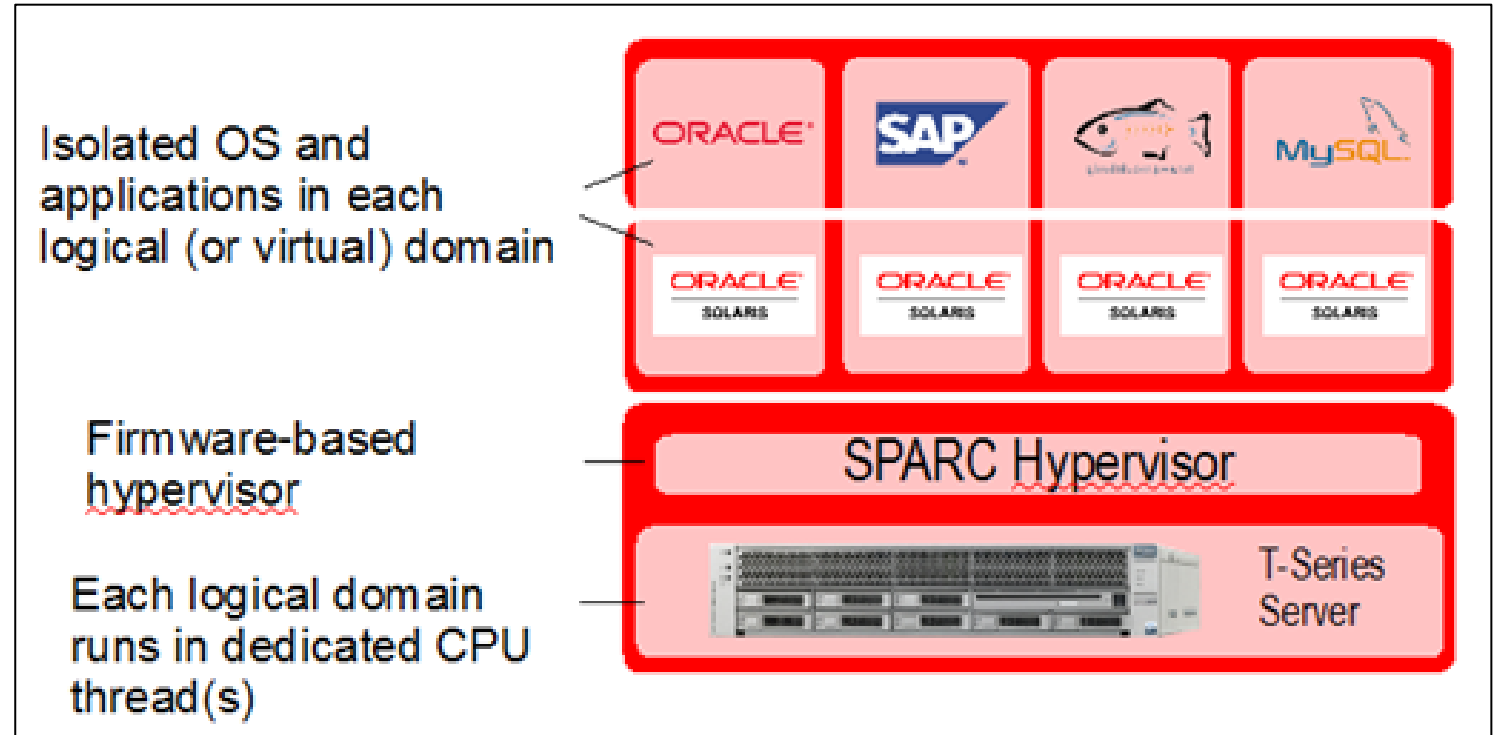 Isolated OS and
applications in each
logical (or virtual) domain
ORACLE
SAP
MySQL
ORACLE
SOLARIS
ORACLE
SOLARIS
ORACLE
SOLARIS
ORACLE
SOLARIS
Firmware-based
hypervisor
SPARC Hypervisor
Each logical domain
runs in dedicated CPU
thread(s)
T-Series
Server